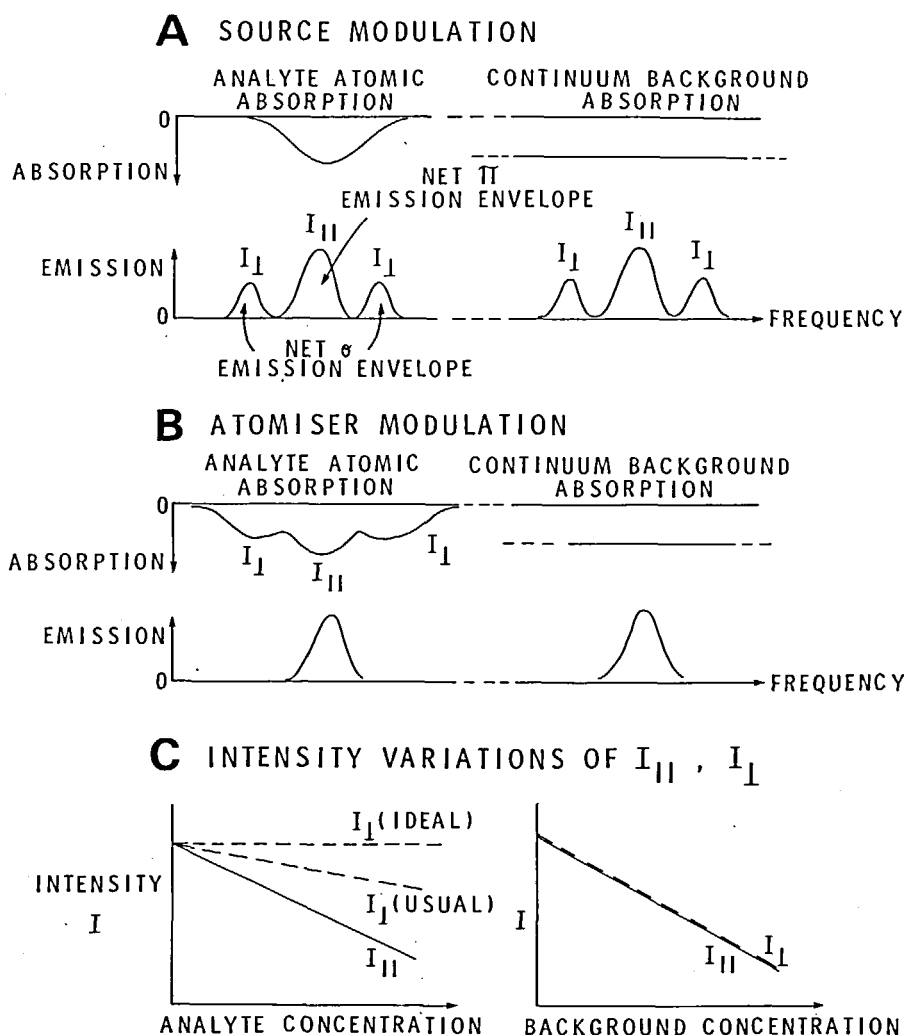 A SOURCE MODULATION
ANALYTE ATOMIC
ABSORPTION
CONTINUUM BACKGROUND
ABSORPTION
0
ABSORPTION
NET π
EMISSION ENVELOPE
I||
I⊥
I⊥
I||
I⊥
I⊥
EMISSION
0
FREQUENCY
NET σ
EMISSION ENVELOPE
B ATOMISER MODULATION
ANALYTE ATOMIC
ABSORPTION
CONTINUUM BACKGROUND
ABSORPTION
0
ABSORPTION
I⊥
I||
I⊥
EMISSION
0
FREQUENCY
C INTENSITY VARIATIONS OF I|| , I⊥
I⊥(IDEAL)
INTENSITY
I
I⊥(USUAL)
I||
ANALYTE CONCENTRATION
I
I||
I⊥
BACKGROUND CONCENTRATION